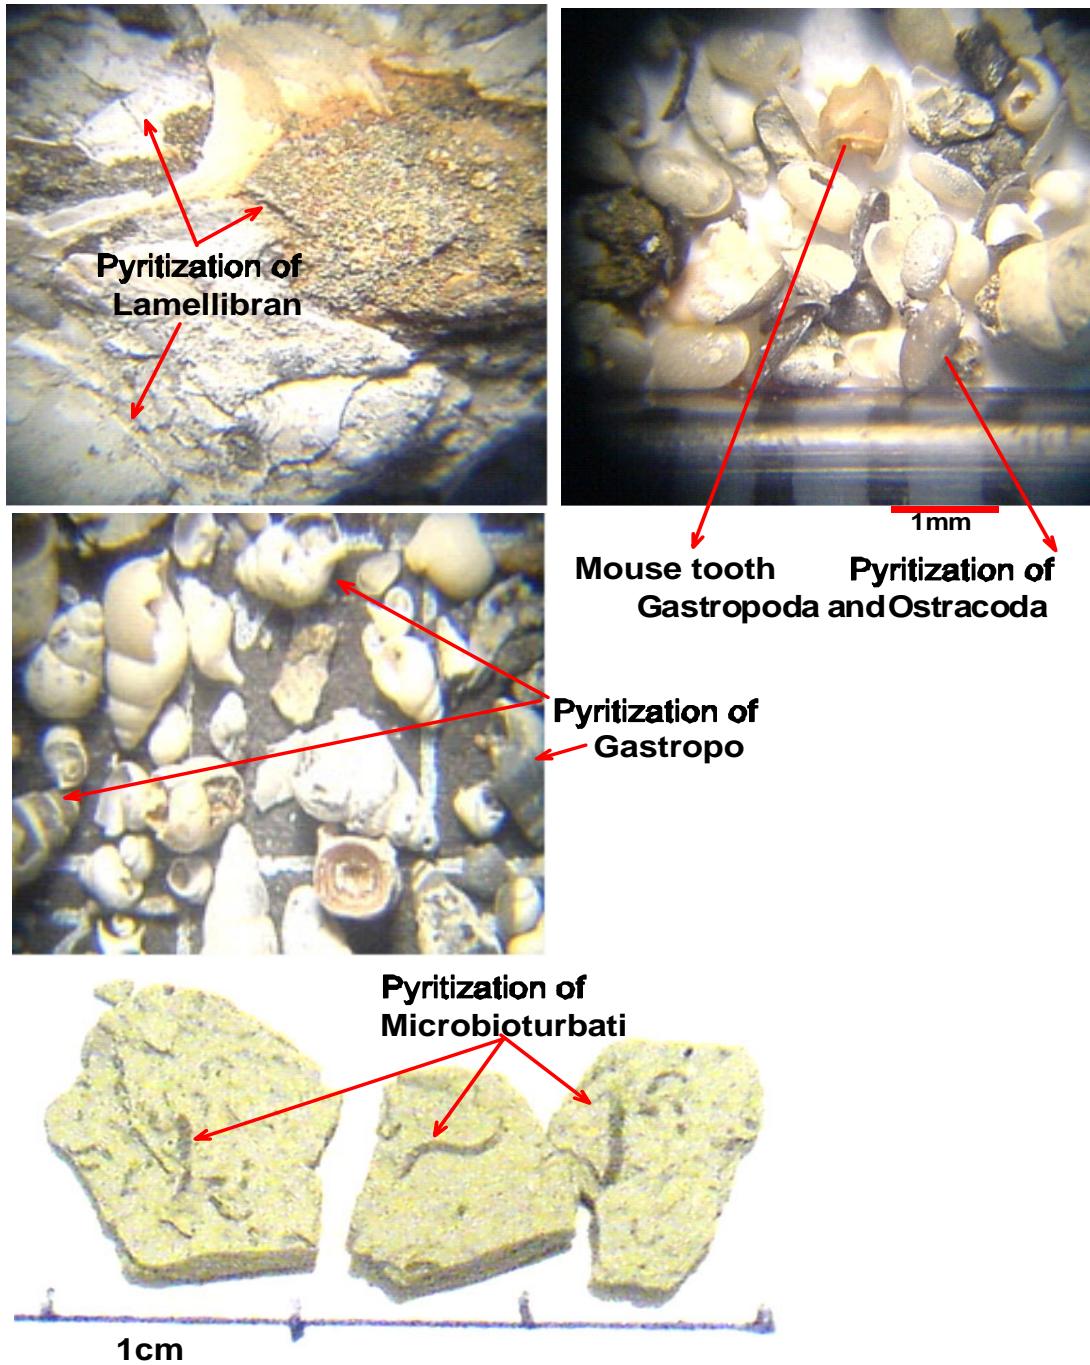 Pyritization of
Lamellibran
1mm
Mouse tooth
Pyritization of
Gastropoda and Ostracoda
Pyritization of
Gastropo
Pyritization of
Microbioturbati
1cm